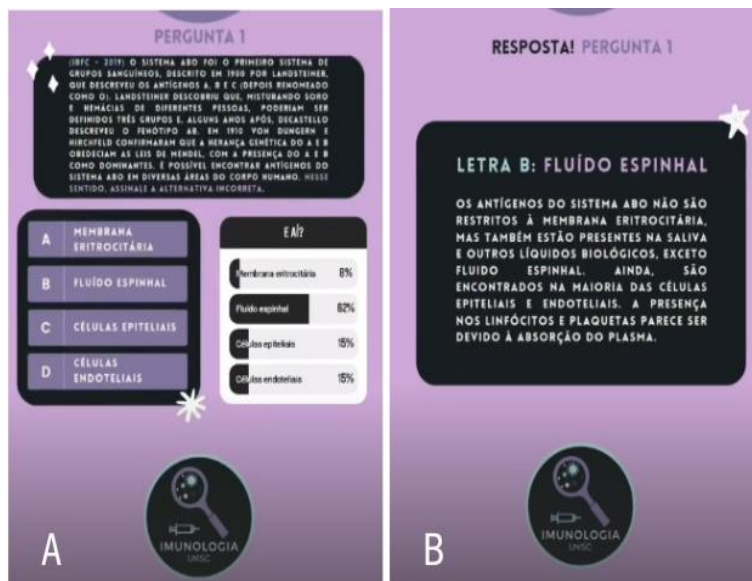 PERGUNTA 1
(IBFC - 2019) O SISTEMA ABO FOI O PRIMEIRO SISTEMA DE
GRUPOS SANGUÍNEOS, DESCRITO EM 1900 POR LANDSTEINER,
QUE DESCREVEU OS ANTÍGENOS A, B E C (DEPOIS RENOMEADO
COMO O). LANDSTEINER DESCOBRIU QUE, MISTURANDO SORO
E HEMÁCIAS DE DIFERENTES PESSOAS, PODERIAM SER
DEFINIDOS TRÊS GRUPOS E, ALGUNS ANOS APÓS, DECASTELLO
DESCREVEU O FENÓTIPO AB. EM 1910 VON DUNGERN E
HIRCHFELD CONFIRMARAM QUE A HERANÇA GENÉTICA DO A E B
OBEDECIAM AS LEIS DE MENDEL, COM A PRESENÇA DO A E B
COMO DOMINANTES. É POSSÍVEL ENCONTRAR ANTÍGENOS DO
SISTEMA ABO EM DIVERSAS ÁREAS DO CORPO HUMANO. NESSE
SENTIDO, ASSINALE A ALTERNATIVA INCORRETA.
A MEMBRANA
ERITROCITÁRIA
B FLUÍDO ESPINHAL
C CÉLULAS EPITELIAIS
D CÉLULAS
ENDOTELIAIS
E AÍ?
Membrana eritrocitária 8%
Fluido espinhal 62%
Células epiteliais 15%
Células endoteliais 15%
IMUNOLOGIA
UNSC
A
RESPOSTA! PERGUNTA 1
LETRA B: FLUÍDO ESPINHAL
OS ANTÍGENOS DO SISTEMA ABO NÃO SÃO
RESTRITOS À MEMBRANA ERITROCITÁRIA,
MAS TAMBÉM ESTÃO PRESENTES NA SALIVA
E OUTROS LÍQUIDOS BIOLÓGICOS, EXCETO
FLUIDO ESPINHAL. AINDA, SÃO
ENCONTRADOS NA MAIORIA DAS CÉLULAS
EPITELIAIS E ENDOTELIAIS. A PRESENÇA
NOS LINFÓCITOS E PLAQUETAS PARECE SER
DEVIDO À ABSORÇÃO DO PLASMA.
IMUNOLOGIA
UNSC
B